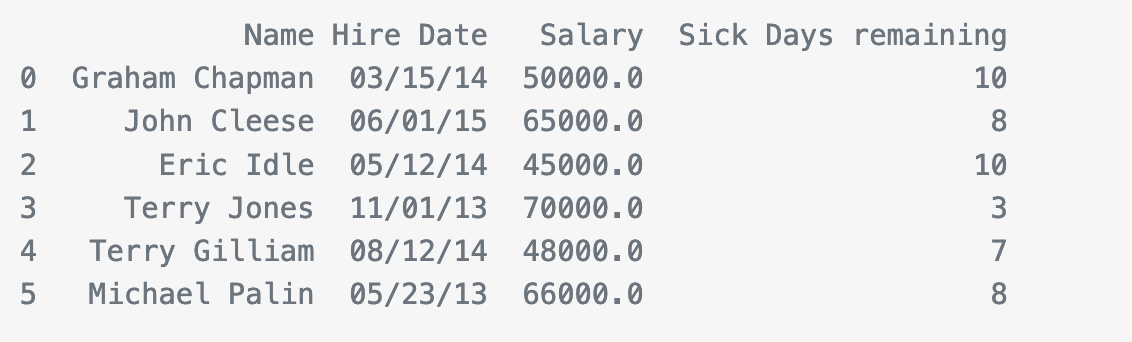 Name Hire Date Salary Sick Days remaining
0 Graham Chapman 03/15/14 50000.0 10
1 John Cleese 06/01/15 65000.0 8
2 Eric Idle 05/12/14 45000.0 10
3 Terry Jones 11/01/13 70000.0 3
4 Terry Gilliam 08/12/14 48000.0 7
5 Michael Palin 05/23/13 66000.0 8